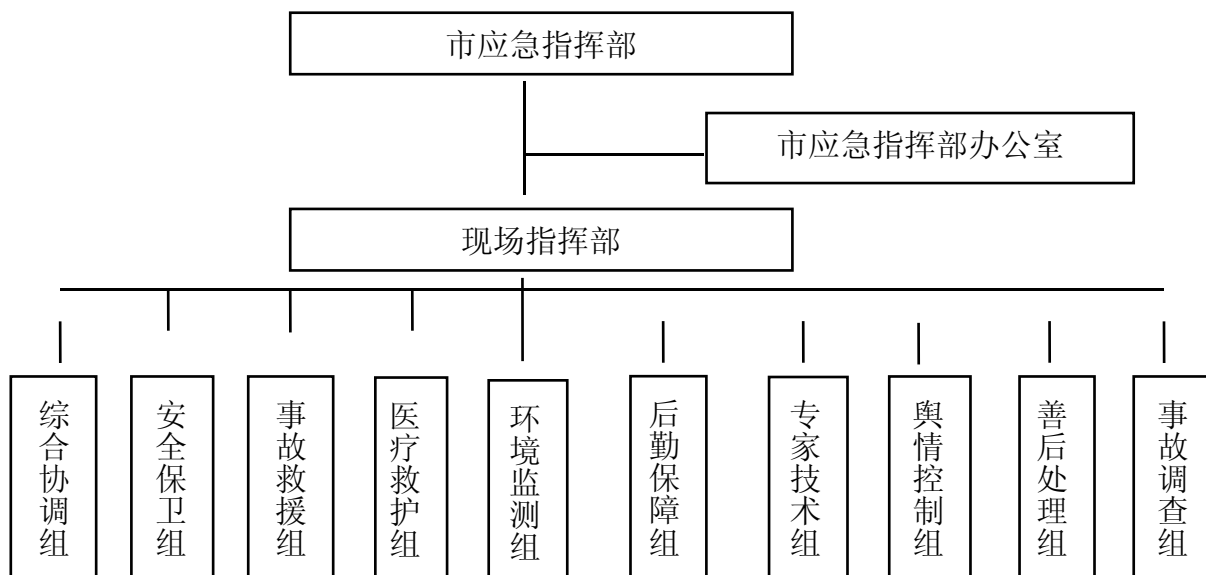 市应急指挥部
市应急指挥部办公室
现场指挥部
综合协调组
安全保卫组
事故救援组
医疗救护组
环境监测组
后勤保障组
专家技术组
舆情控制组
善后处理组
事故调查组